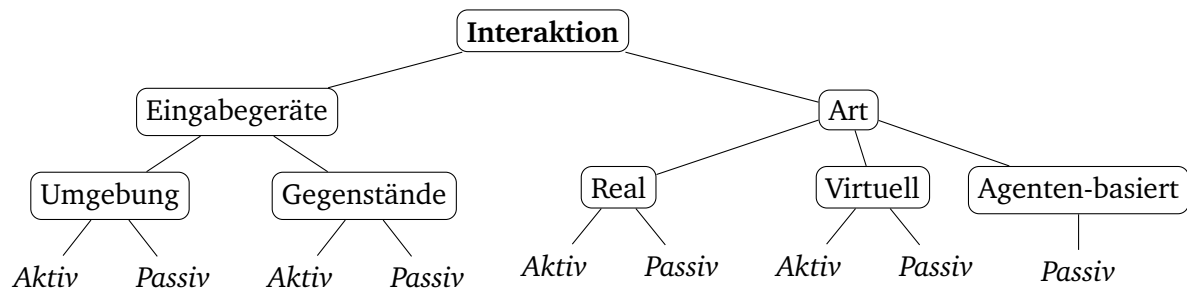 Interaktion
Eingabegeräte Art
Umgebung Gegenstände Real Virtuell Agenten-basiert
Aktiv Passiv Aktiv Passiv Aktiv Passiv Aktiv Passiv Passiv